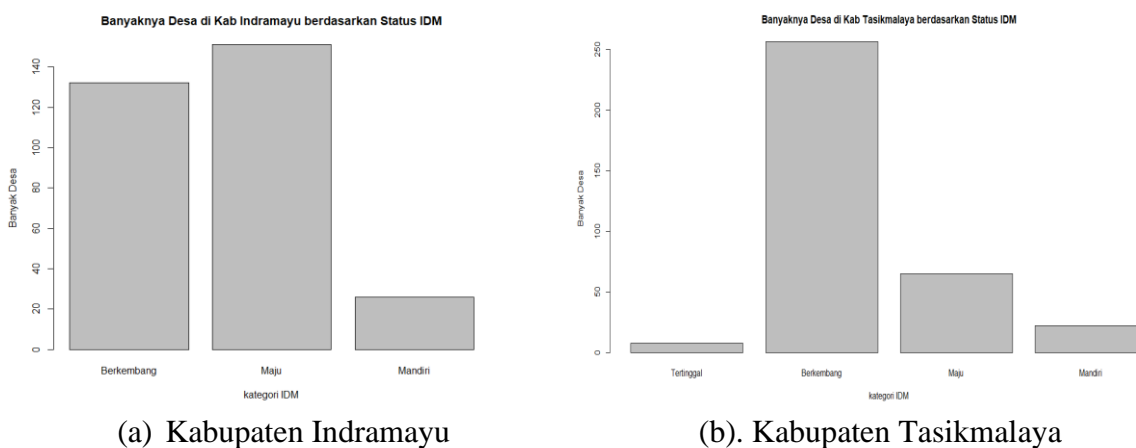 Banyaknya Desa di Kab Indramayu berdasarkan Status IDM
Banyak Desa
140
120
100
80
60
40
20
0
Berkembang Maju Mandiri
kategori IDM
(a) Kabupaten Indramayu
Banyaknya Desa di Kab Tasikmalaya berdasarkan Status IDM
Banyak Desa
250
200
150
100
50
0
Tertinggal Berkembang Maju Mandiri
kategori IDM
(b). Kabupaten Tasikmalaya